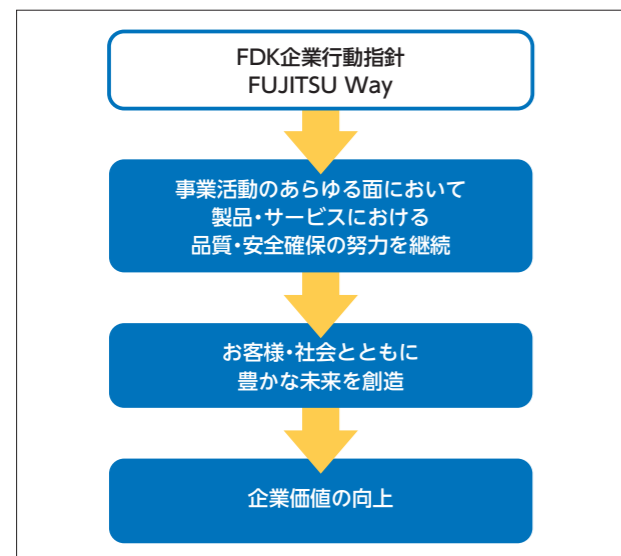 FDK企業行動指針
FUJITSU Way
事業活動のあらゆる面において
製品・サービスにおける
品質・安全確保の努力を継続
お客様・社会とともに
豊かな未来を創造
企業価値の向上